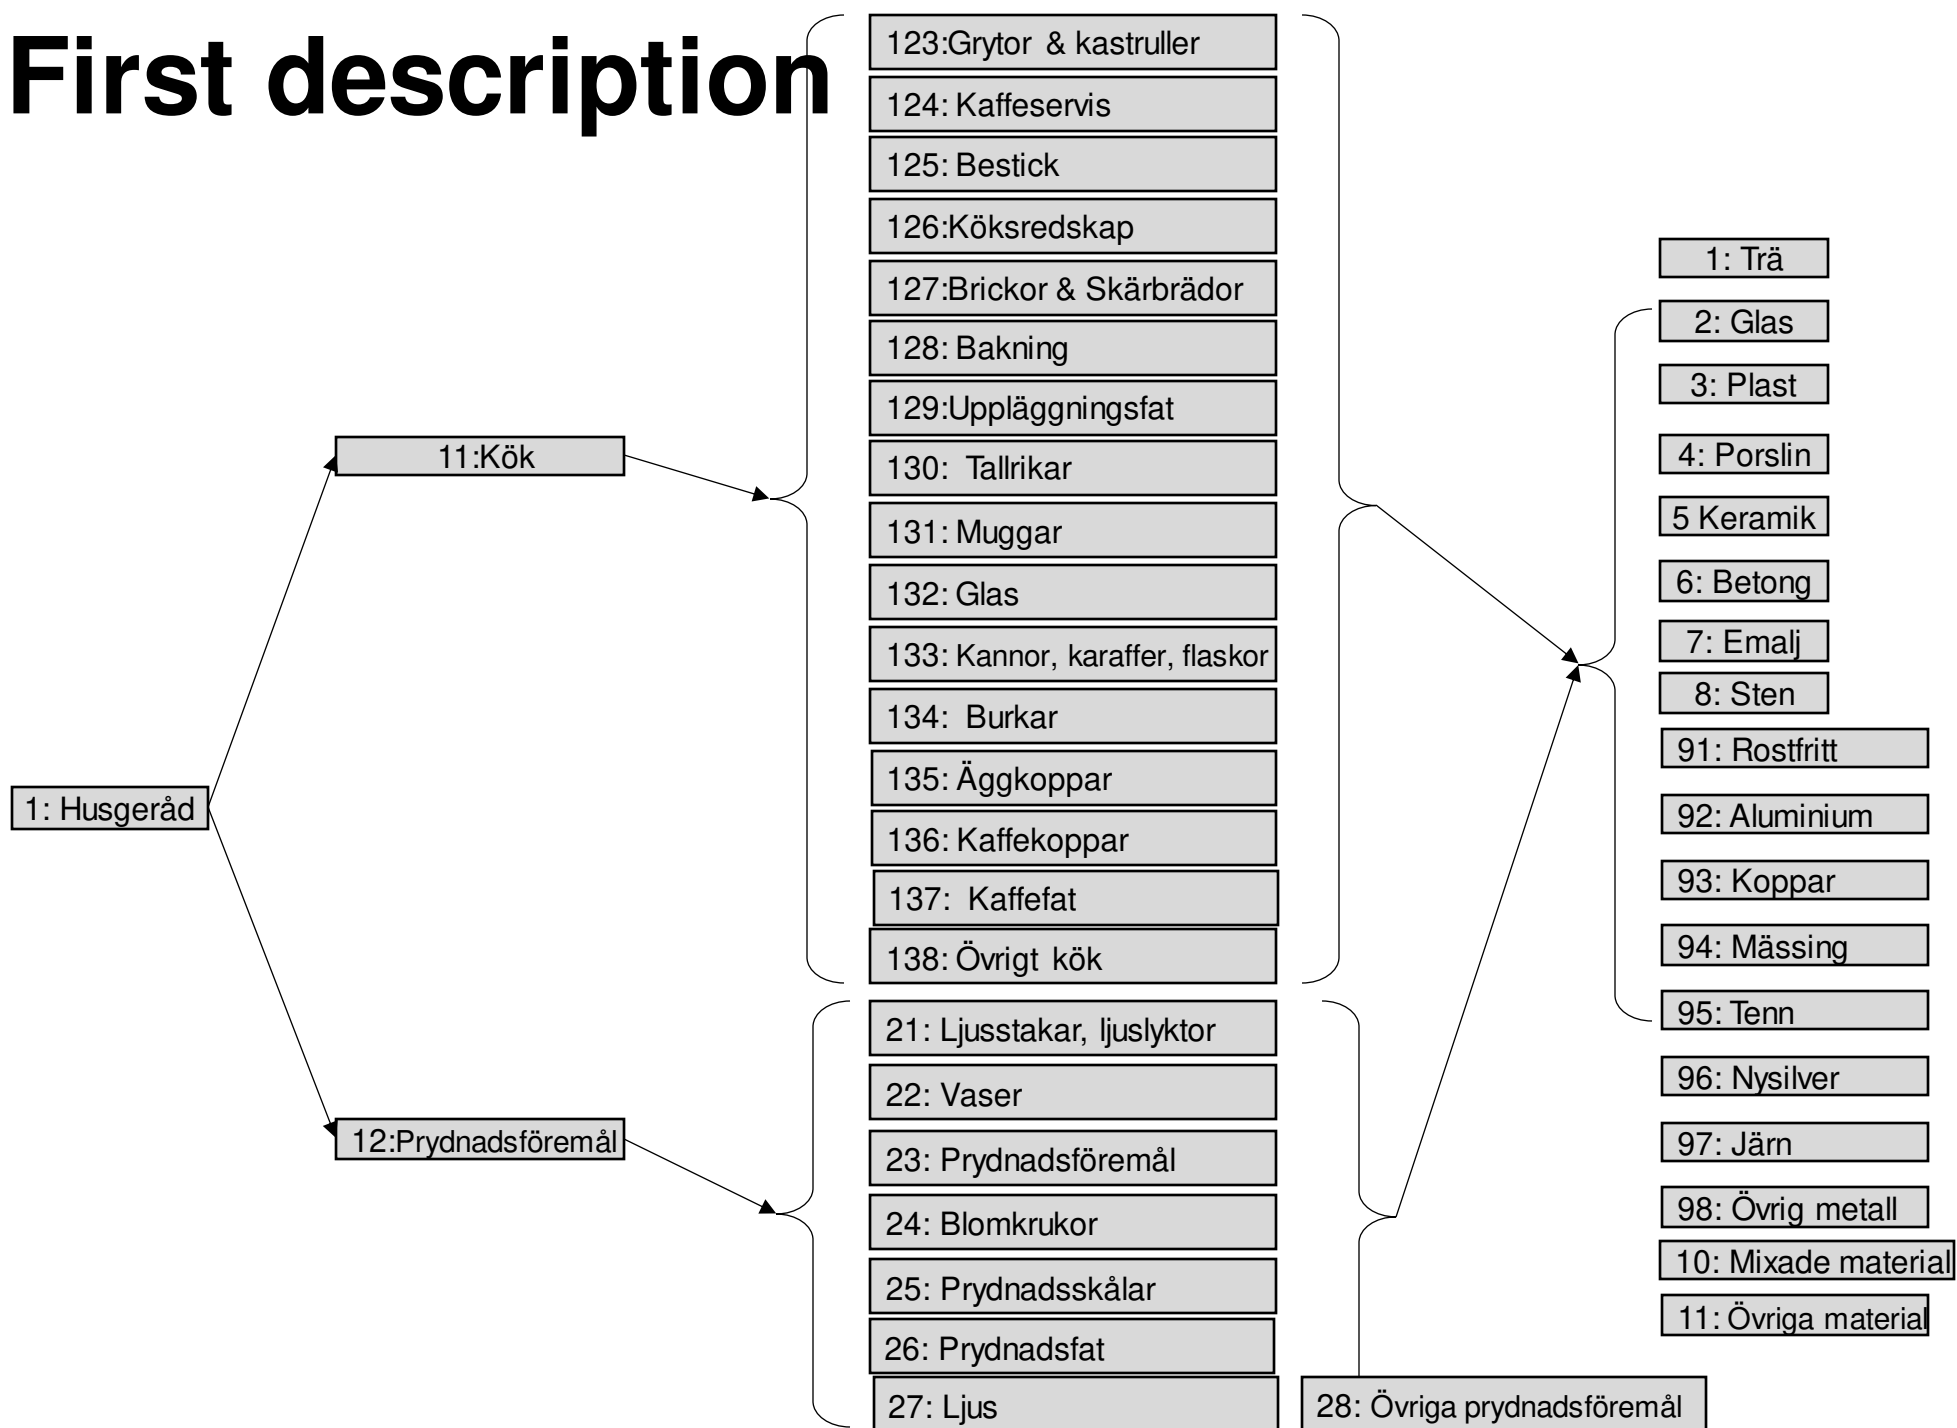 First description
1: Husgeråd
11:Kök
12:Prydnadsföremål
123:Grytor & kastruller
124: Kaffeservis
125: Bestick
126:Köksredskap
127:Brickor & Skärbrädor
128: Bakning
129:Uppläggningsfat
130: Tallrikar
131: Muggar
132: Glas
133: Kannor, karaffer, flaskor
134: Burkar
135: Äggkoppar
136: Kaffekoppar
137: Kaffefat
138: Övrigt kök
21: Ljusstakar, ljuslyktor
22: Vaser
23: Prydnadsföremål
24: Blomkrukor
25: Prydnadsskålar
26: Prydnadsfat
27: Ljus
28: Övriga prydnadsföremål
1: Trä
2: Glas
3: Plast
4: Porslin
5 Keramik
6: Betong
7: Emalj
8: Sten
91: Rostfritt
92: Aluminium
93: Koppar
94: Mässing
95: Tenn
96: Nysilver
97: Järn
98: Övrig metall
10: Mixade material
11: Övriga material